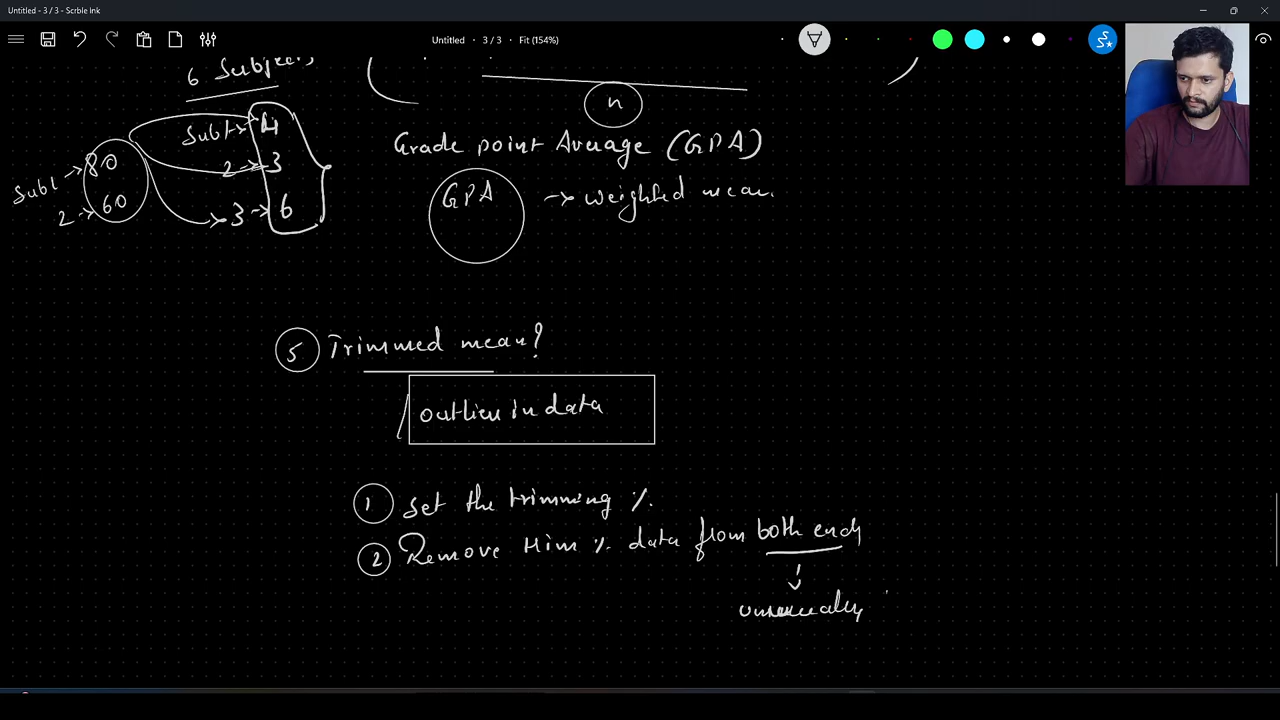 Untitled - 3 / 3 - Scrble Ink
Untitled • 3 / 3 • Fit (154%)
6 Subjects
n
Sub1 → 4
2 → 3
3 → 6
Sub1 → 80
2 → 60
Grade point Average (GPA)
GPA → weighted mean.
5 Trimmed mean?
outlier in data
1 Set the trimming %.
2 Remove trim % data from both ends